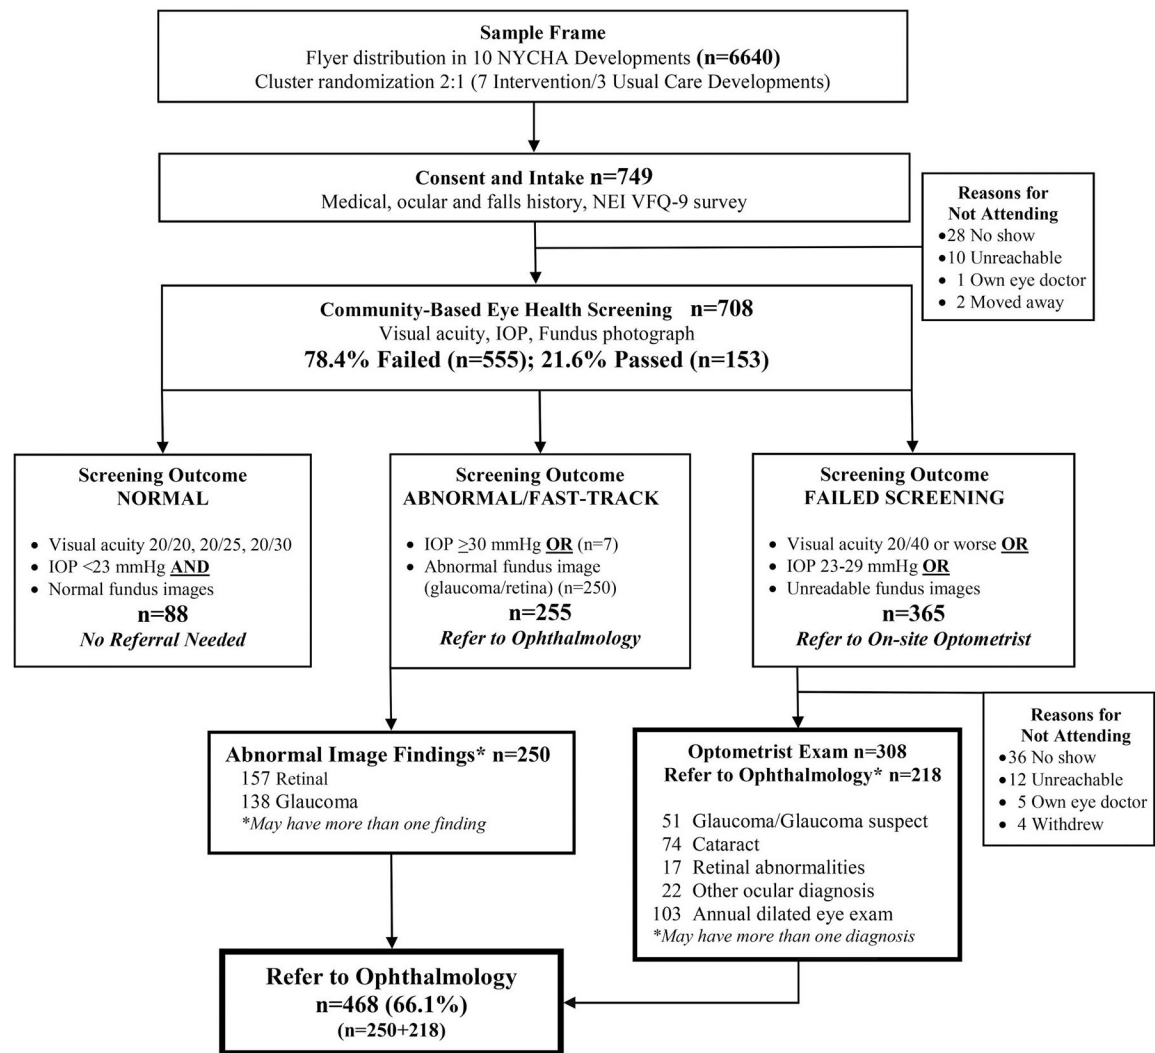 Sample Frame
Flyer distribution in 10 NYCHA Developments (n=6640)
Cluster randomization 2:1 (7 Intervention/3 Usual Care Developments)
Consent and Intake n=749
Medical, ocular and falls history, NEI VFQ-9 survey
Reasons for
Not Attending
•28 No show
•10 Unreachable
• 1 Own eye doctor
• 2 Moved away
Community-Based Eye Health Screening n=708
Visual acuity, IOP, Fundus photograph
78.4% Failed (n=555); 21.6% Passed (n=153)
Screening Outcome
NORMAL
• Visual acuity 20/20, 20/25, 20/30
• IOP <23 mmHg AND
• Normal fundus images
n=88
No Referral Needed
Screening Outcome
ABNORMAL/FAST-TRACK
• IOP ≥30 mmHg OR (n=7)
• Abnormal fundus image
(glaucoma/retina) (n=250)
n=255
Refer to Ophthalmology
Screening Outcome
FAILED SCREENING
• Visual acuity 20/40 or worse OR
• IOP 23-29 mmHg OR
• Unreadable fundus images
n=365
Refer to On-site Optometrist
Reasons for
Not Attending
•36 No show
•12 Unreachable
• 5 Own eye doctor
• 4 Withdrew
Abnormal Image Findings* n=250
157 Retinal
138 Glaucoma
*May have more than one finding
Optometrist Exam n=308
Refer to Ophthalmology* n=218
51 Glaucoma/Glaucoma suspect
74 Cataract
17 Retinal abnormalities
22 Other ocular diagnosis
103 Annual dilated eye exam
*May have more than one diagnosis
Refer to Ophthalmology
n=468 (66.1%)
(n=250+218)